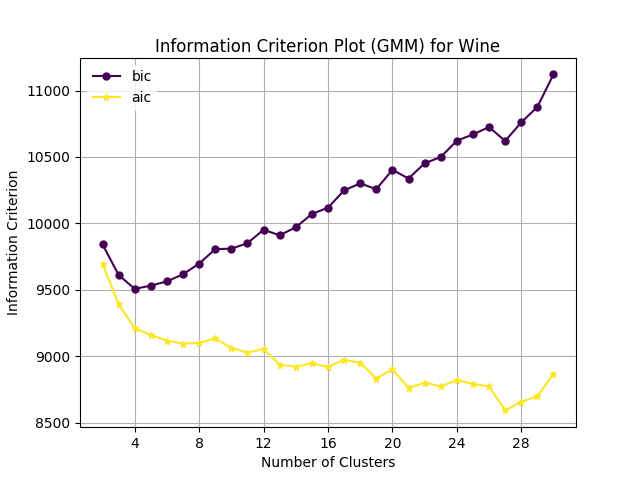 Information Criterion Plot (GMM) for Wine
bic
aic
11000
10500
10000
9500
9000
8500
Information Criterion
4 8 12 16 20 24 28
Number of Clusters